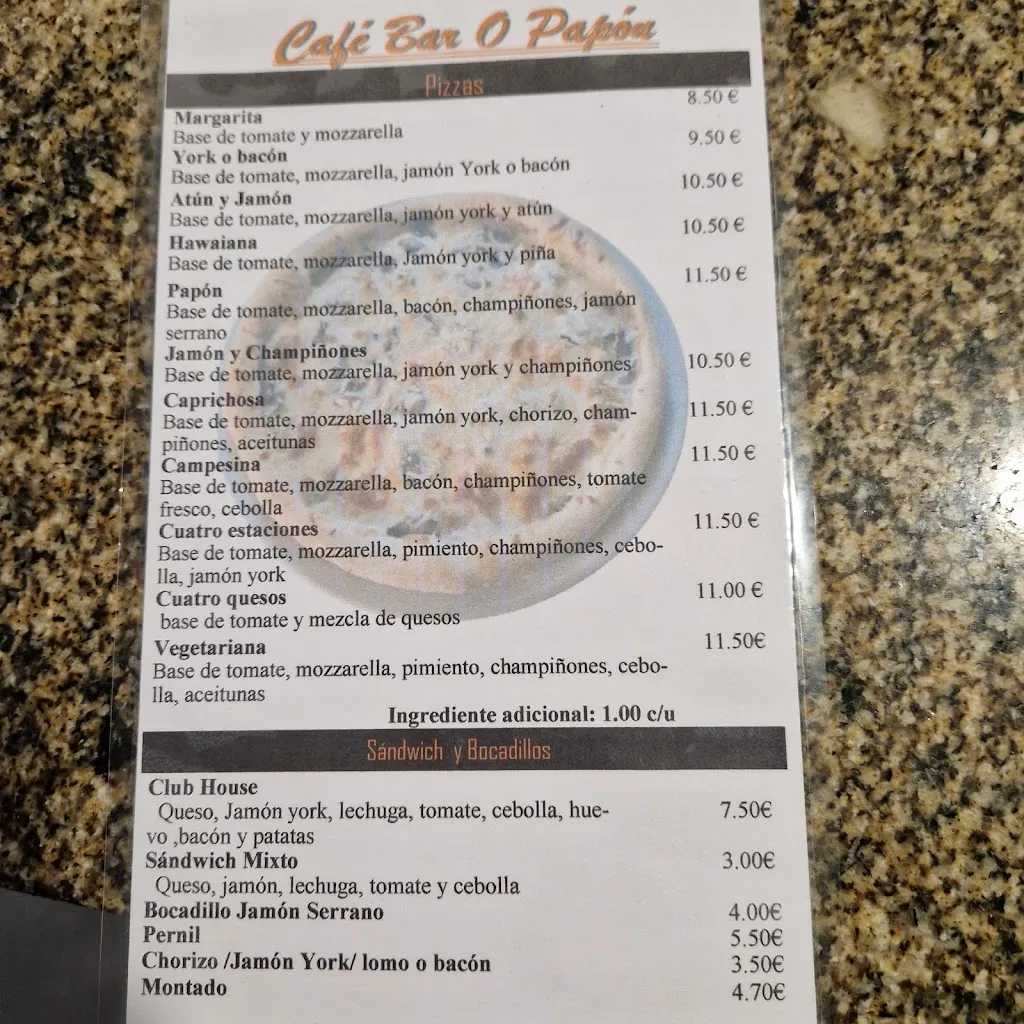 Café Bar O Papón
Pizzas
Margarita 8.50 €
Base de tomate y mozzarella
York o bacón 9.50 €
Base de tomate, mozzarella, jamón York o bacón
Atún y Jamón 10.50 €
Base de tomate, mozzarella, jamón york y atún
Hawaiana 10.50 €
Base de tomate, mozzarella, Jamón york y piña
Papón 11.50 €
Base de tomate, mozzarella, bacón, champiñones, jamón
serrano
Jamón y Champiñones
Base de tomate, mozzarella, jamón york y champiñones 10.50 €
Caprichosa 11.50 €
Base de tomate, mozzarella, jamón york, chorizo, cham-
piñones, aceitunas
Campesina 11.50 €
Base de tomate, mozzarella, bacón, champiñones, tomate
fresco, cebolla
Cuatro estaciones 11.50 €
Base de tomate, mozzarella, pimiento, champiñones, cebo-
lla, jamón york
Cuatro quesos 11.00 €
base de tomate y mezcla de quesos
Vegetariana 11.50€
Base de tomate, mozzarella, pimiento, champiñones, cebo-
lla, aceitunas
Ingrediente adicional: 1.00 c/u
Sándwich y Bocadillos
Club House
Queso, Jamón york, lechuga, tomate, cebolla, hue- 7.50€
vo ,bacón y patatas
Sándwich Mixto 3.00€
Queso, jamón, lechuga, tomate y cebolla
Bocadillo Jamón Serrano 4.00€
Pernil 5.50€
Chorizo /Jamón York/ lomo o bacón 3.50€
Montado 4.70€